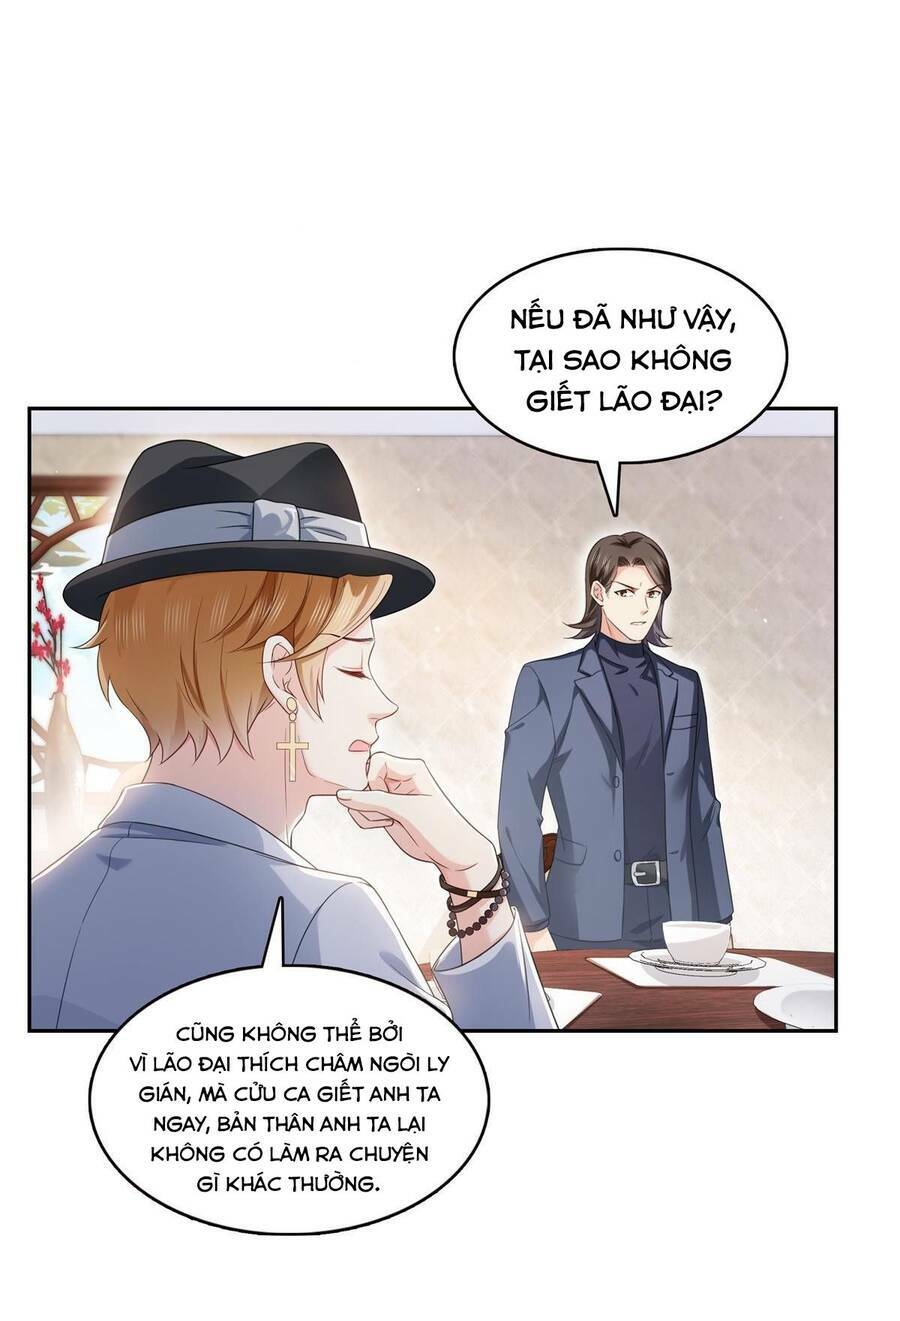 NẾU ĐÃ NHƯ VẬY,
TẠI SAO KHÔNG
GIẾT LÃO ĐẠI?
CŨNG KHÔNG THỂ BỞI
VÌ LÃO ĐẠI THÍCH CHÂM NGÒI LY
GIÁN, MÀ CỬU CA GIẾT ANH TA
NGAY, BẢN THÂN ANH TA LẠI
KHÔNG CÓ LÀM RA CHUYỆN
GÌ KHÁC THƯỜNG.